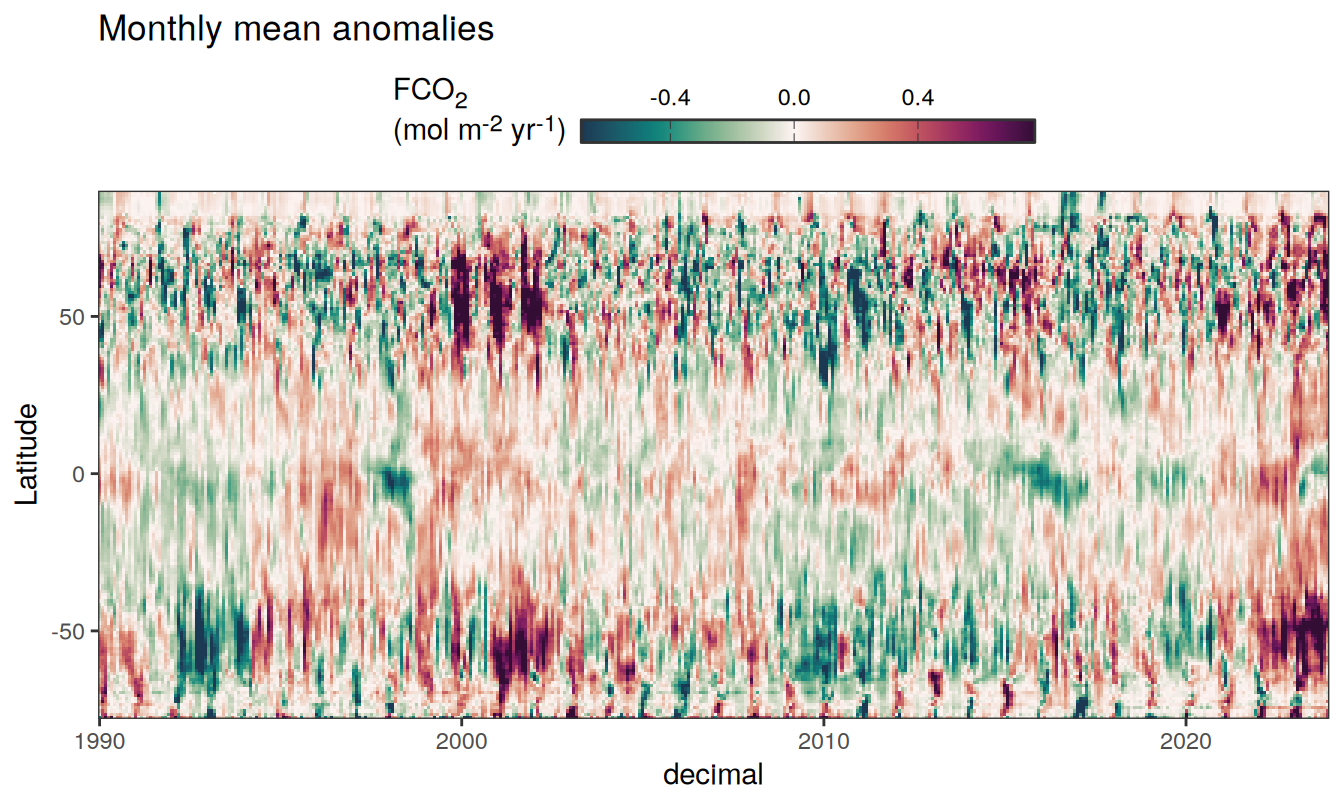 Monthly mean anomalies
FCO₂
(mol m⁻² yr⁻¹)
-0.4 0.0 0.4
Latitude
50
0
-50
1990 2000 2010 2020
decimal